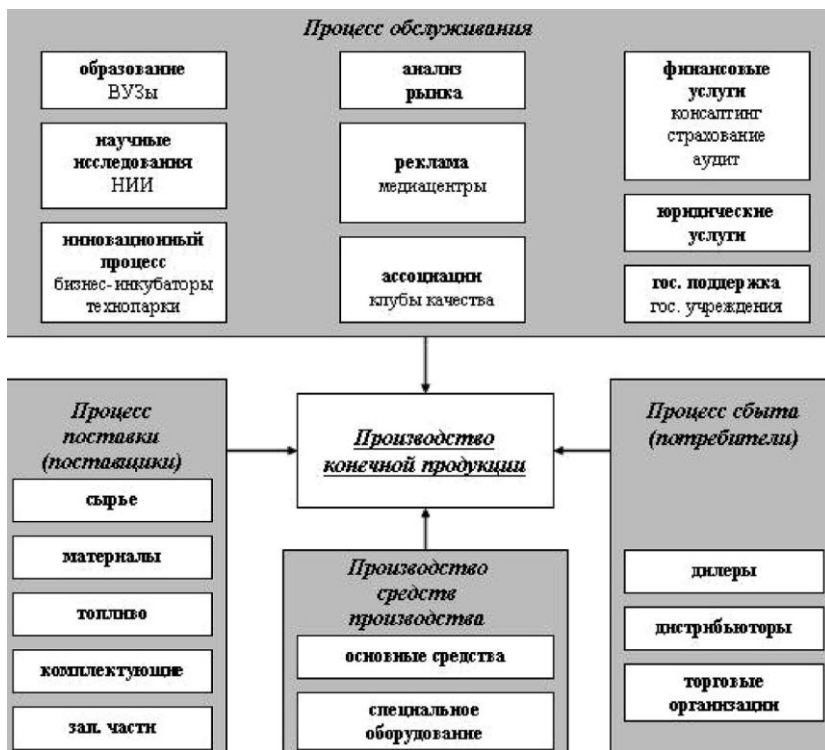 Процесс обслуживания
образование
ВУЗы
научные
исследования
НИИ
инновационный
процесс
бизнес-инкубаторы
технопарки
анализ
рынка
реклама
медиацентры
ассоциации
клубы качества
финансовые
услуги
консалтинг
страхование
аудит
юридические
услуги
гос. поддержка
гос. учреждения
Процесс
поставки
(поставщики)
сырье
материалы
топливо
комплектующие
зап. части
Производство
конечной продукции
Производство
средств
производства
основные средства
специальное
оборудование
Процесс сбыта
(потребители)
дилеры
дистрибьюторы
торговые
организации